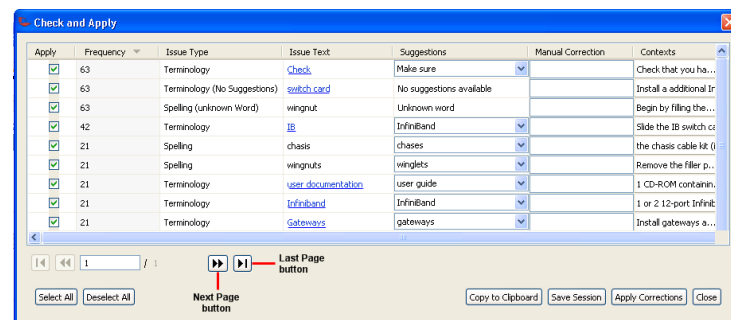 Check and Apply
Apply Frequency Issue Type Issue Text Suggestions Manual Correction Contexts
63 Terminology Check Make sure Check that you ha...
63 Terminology (No Suggestions) switch card No suggestions available Install a additional Ir
63 Spelling (unknown Word) wingnut Unknown word Begin by filling the...
42 Terminology IB InfiniBand Slide the IB switch ca
21 Spelling chasis chases the chasis cable kit (i
21 Spelling wingnuts winglets Remove the filler p...
21 Terminology user documentation user guide 1 CD-ROM containin.
21 Terminology Infiniband InfiniBand 1 or 2 12-port Infinit
21 Terminology Gateways gateways Install gateways a...
1 / 1
Last Page
button
Next Page
button
Select All Deselect All Copy to Clipboard Save Session Apply Corrections Close